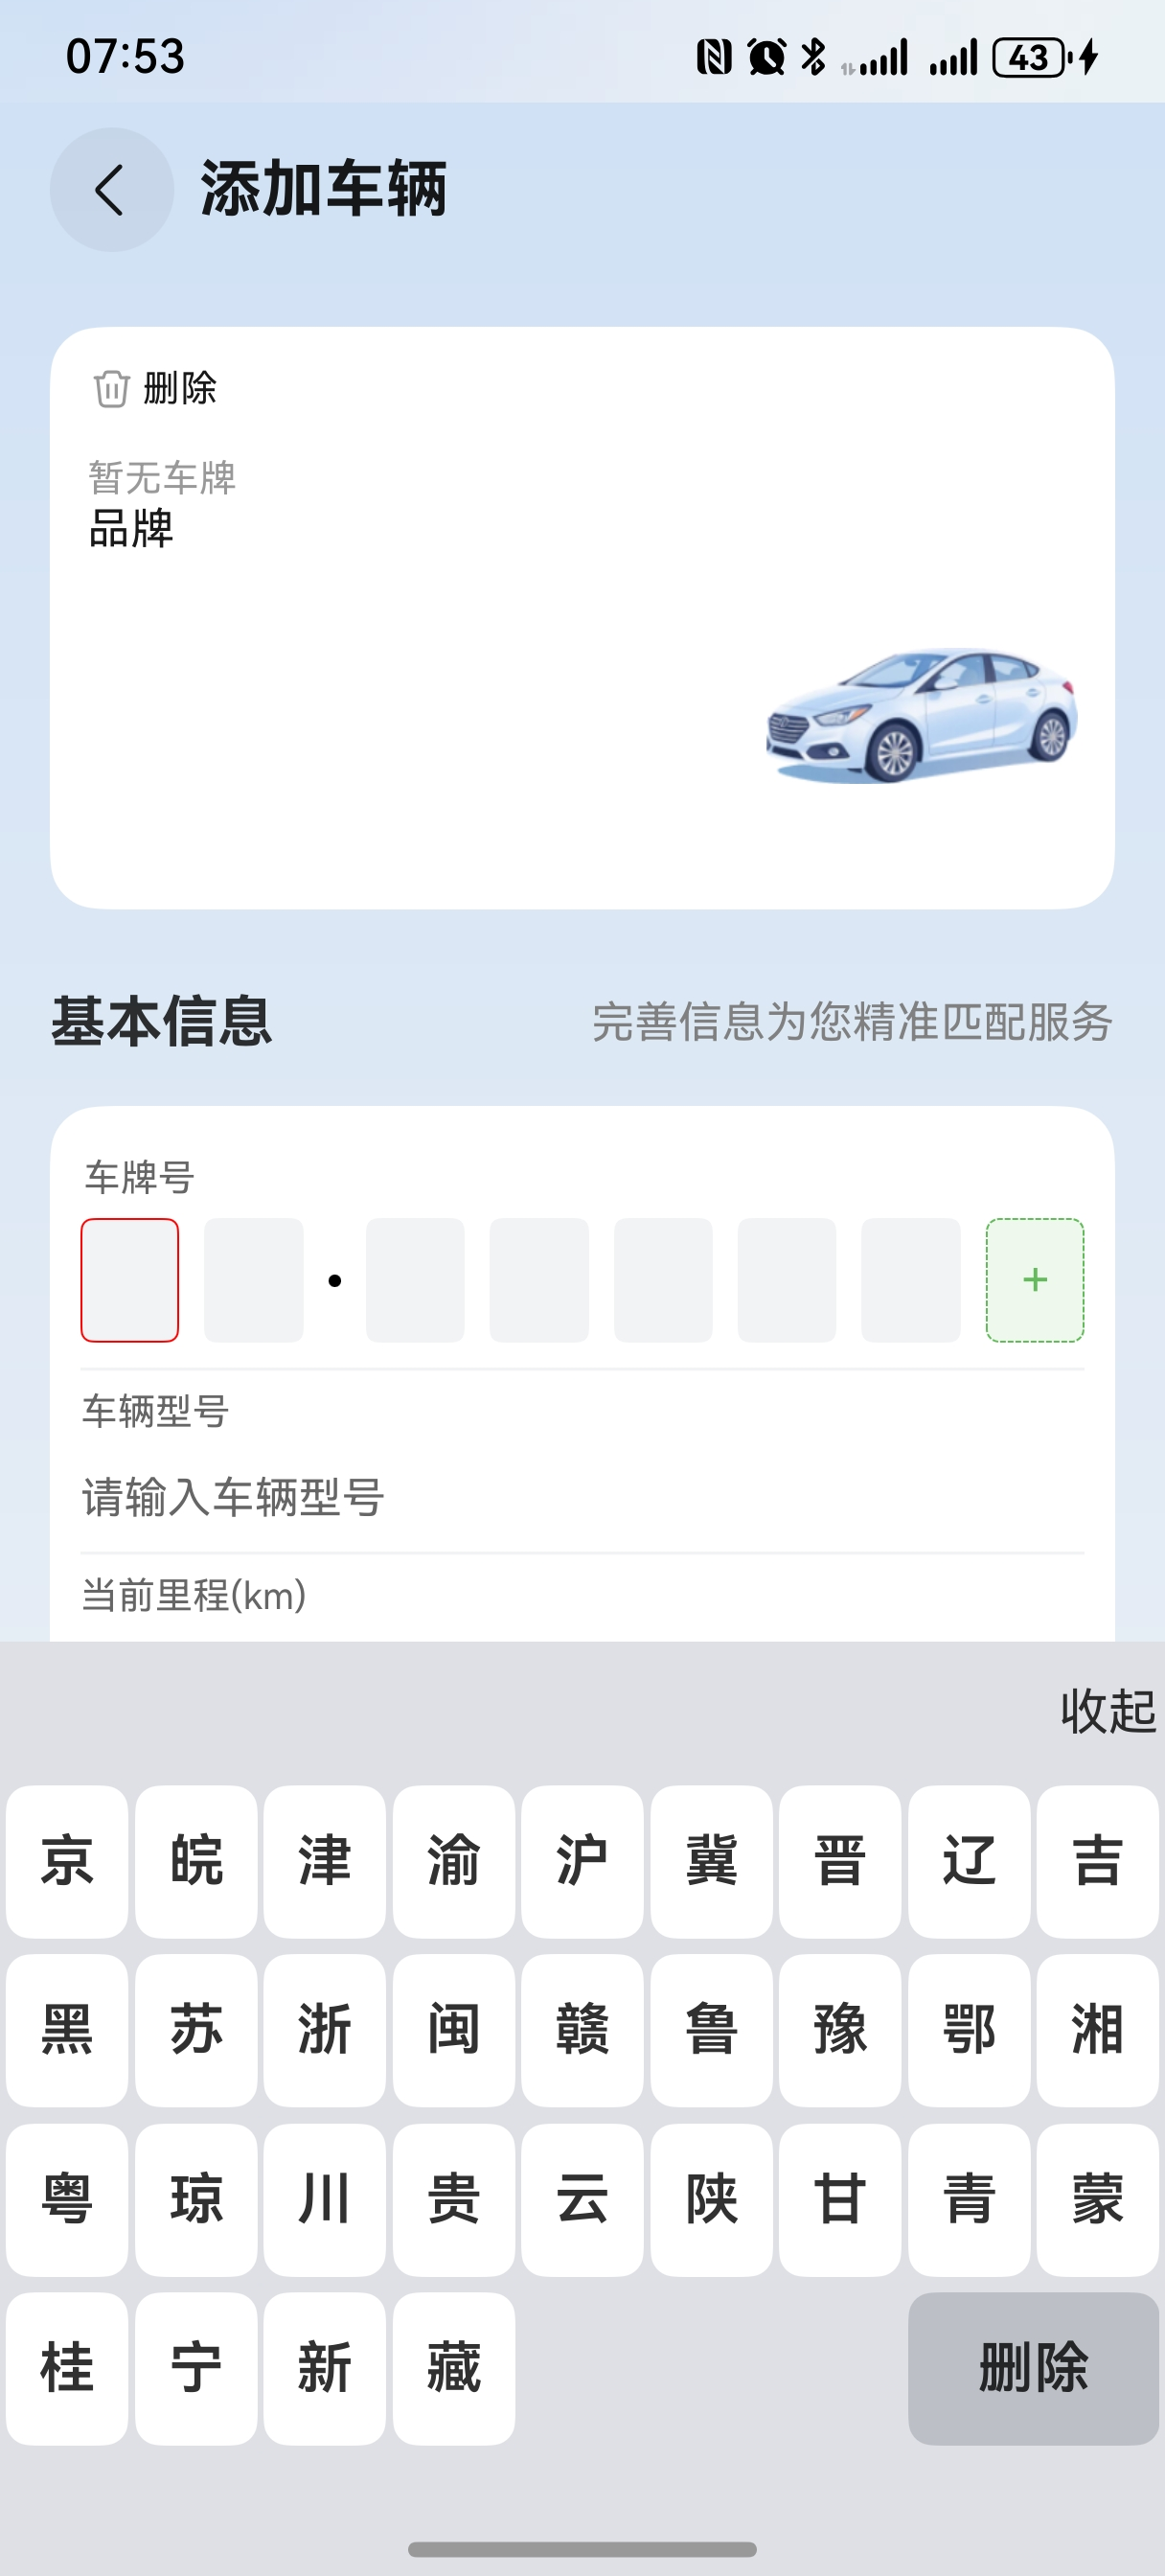 07:53
43
添加车辆
删除
暂无车牌
品牌
基本信息
完善信息为您精准匹配服务
车牌号
+
车辆型号
请输入车辆型号
当前里程(km)
收起
京 皖 津 渝 沪 冀 晋 辽 吉
黑 苏 浙 闽 赣 鲁 豫 鄂 湘
粤 琼 川 贵 云 陕 甘 青 蒙
桂 宁 新 藏 删除